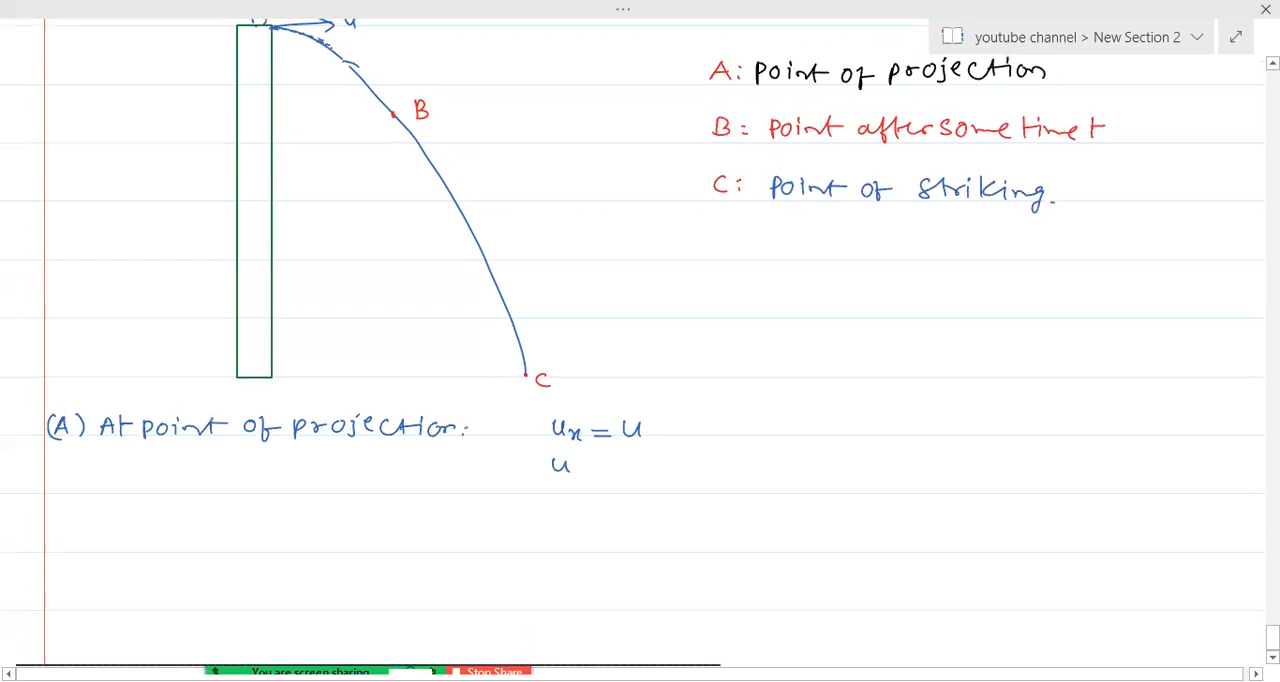 ...
u
youtube channel > New Section 2
A: point of projection
B
B: point after some time t
C: point of striking.
C
(A) At point of projection: uₓ = u
u
You are screen sharing
Stop Share